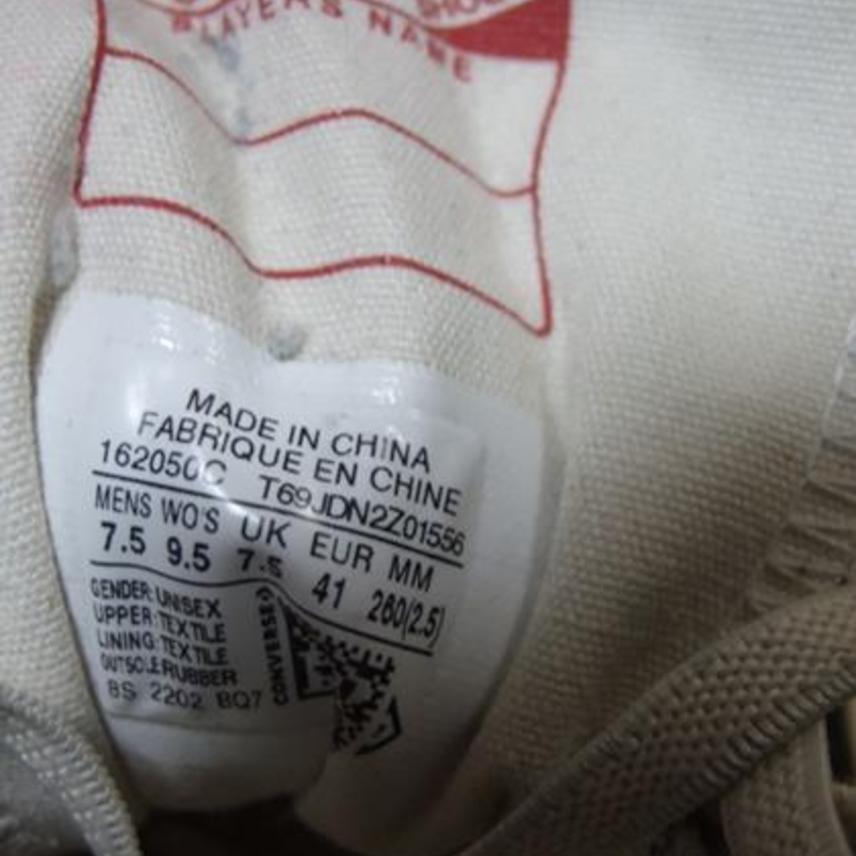 PLAYERS NAME
MADE IN CHINA
FABRIQUE EN CHINE
162050C T69JDN2Z01556
MENS WO'S UK EUR MM
7.5 9.5 7.5 41 260(2.5)
GENDER: UNISEX
UPPER: TEXTILE
LINING: TEXTILE
OUTSOLE: RUBBER
BS 2202 BQ7
CONVERSE